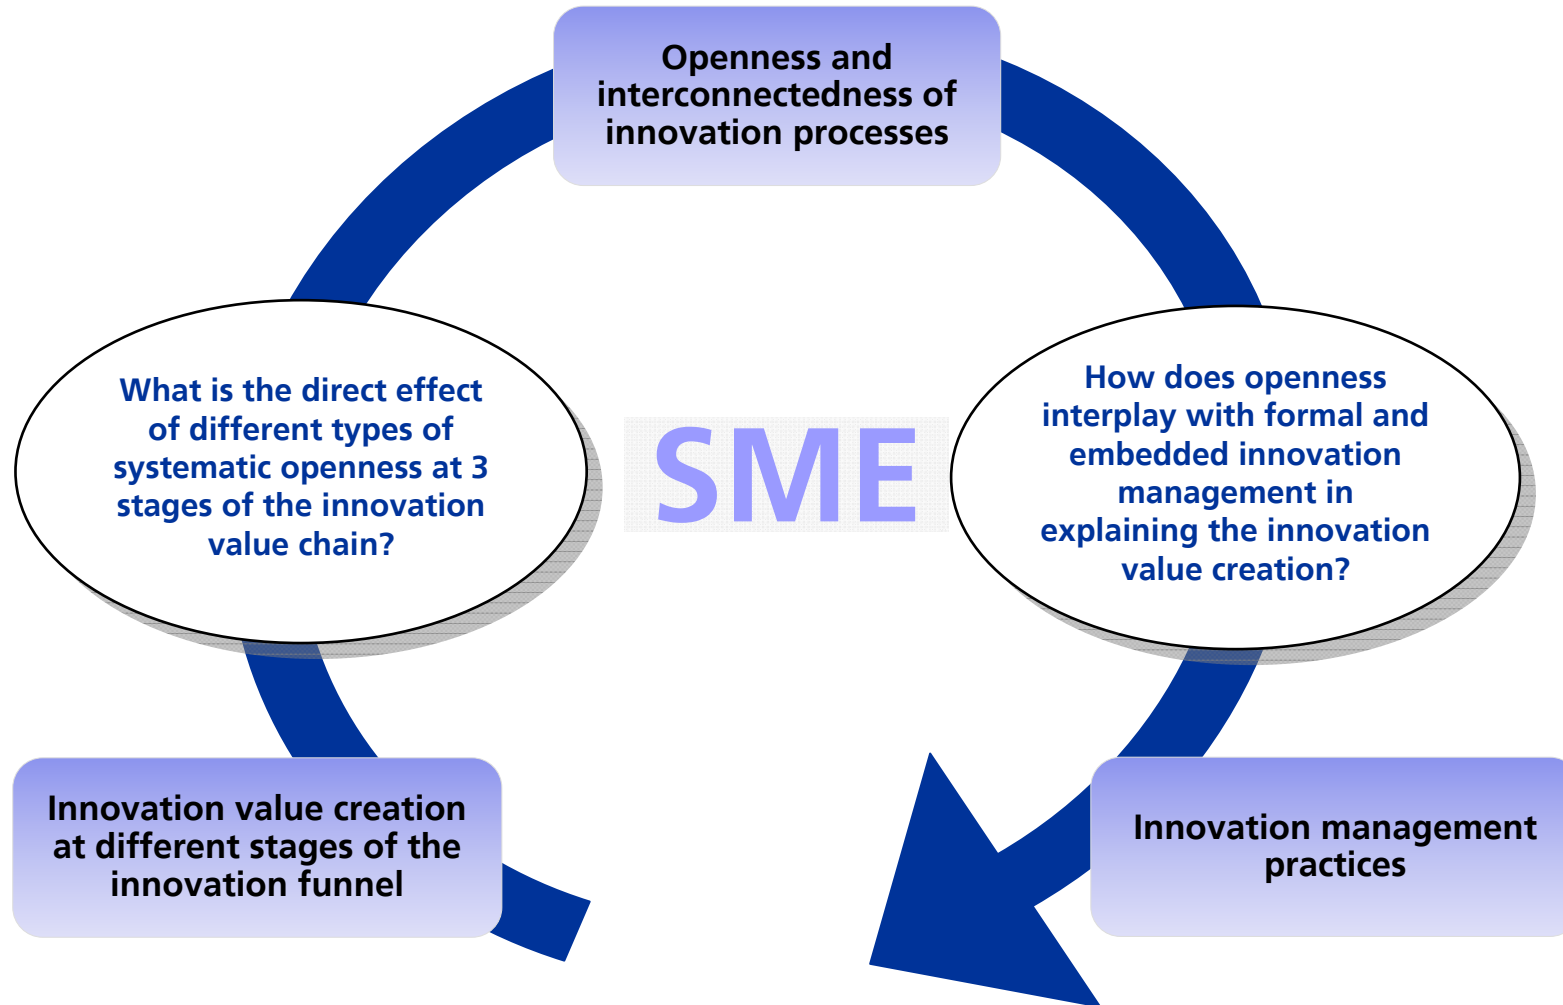 Openness and
interconnectedness of
innovation processes
What is the direct effect
of different types of
systematic openness at 3
stages of the innovation
value chain?
SME
How does openness
interplay with formal and
embedded innovation
management in
explaining the innovation
value creation?
Innovation value creation
at different stages of the
innovation funnel
Innovation management
practices